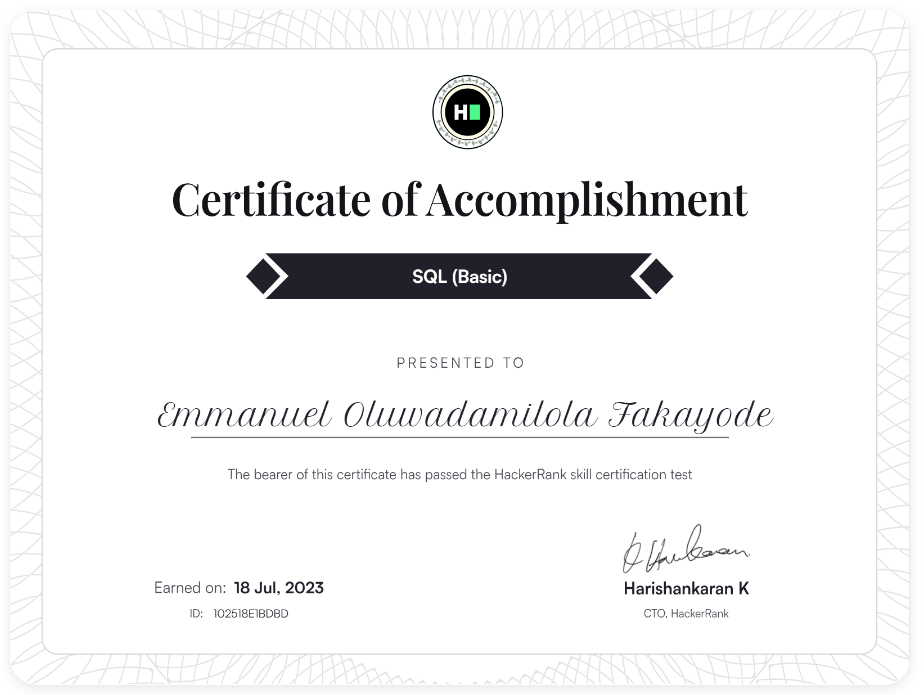 H
Certificate of Accomplishment
SQL (Basic)
PRESENTED TO
Emmanuel Oluwadamilola Fakayode
The bearer of this certificate has passed the HackerRank skill certification test
Earned on: 18 Jul, 2023
ID: 102518E1BDBD
Harishankaran K
CTO, HackerRank